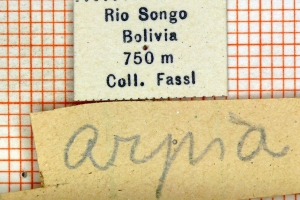 Rio Songo
Bolivia
750 m
Coll. Fassl
arpia